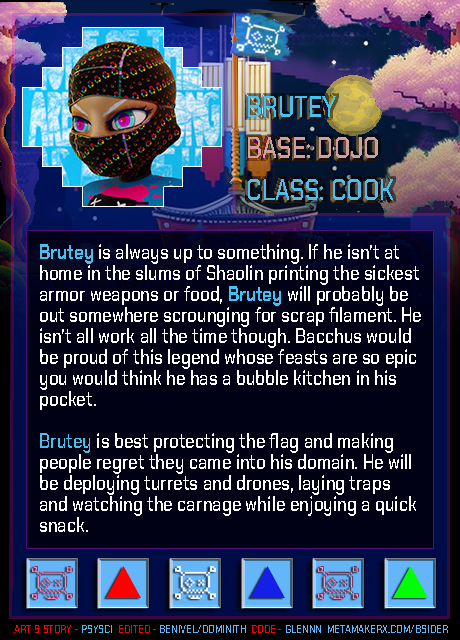 BRUTEY
BASE: DOJO
CLASS: COOK
Brutey is always up to something. If he isn't at
home in the slums of Shaolin printing the sickest
armor weapons or food, Brutey will probably be
out somewhere scrounging for scrap filament. He
isn't all work all the time though. Bacchus would
be proud of this legend whose feasts are so epic
you would think he has a bubble kitchen in his
pocket.
Brutey is best protecting the flag and making
people regret they came into his domain. He will
be deploying turrets and drones, laying traps
and watching the carnage while enjoying a quick
snack.
ART & STORY - PSYSCI EDITED - BENIVEL/DOMINITH CODE - GLENNN METAMAKERX.COM/BSIDER